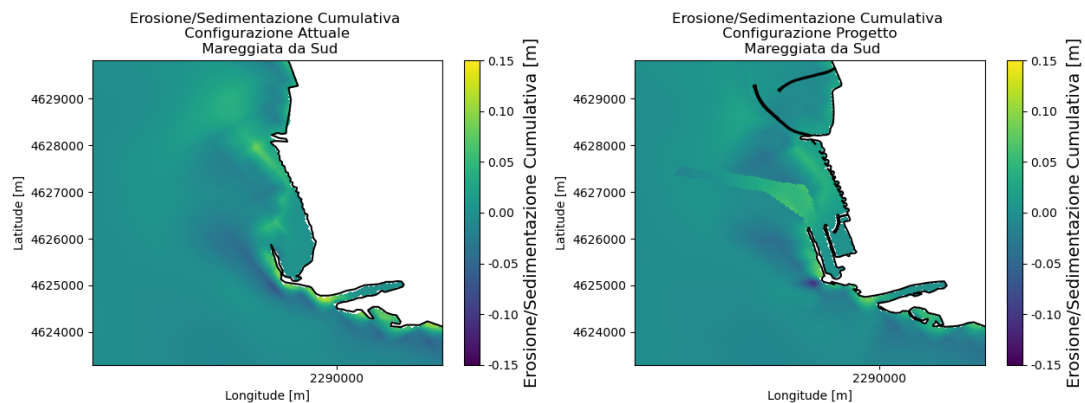 Erosione/Sedimentazione Cumulativa
Configurazione Attuale
Mareggiata da Sud
4629000
4628000
4627000
4626000
4625000
4624000
Latitude [m]
2290000
Longitude [m]
0.15
0.10
0.05
0.00
-0.05
-0.10
-0.15
Erosione/Sedimentazione Cumulativa [m]
Erosione/Sedimentazione Cumulativa
Configurazione Progetto
Mareggiata da Sud
4629000
4628000
4627000
4626000
4625000
4624000
Latitude [m]
2290000
Longitude [m]
0.15
0.10
0.05
0.00
-0.05
-0.10
-0.15
Erosione/Sedimentazione Cumulativa [m]